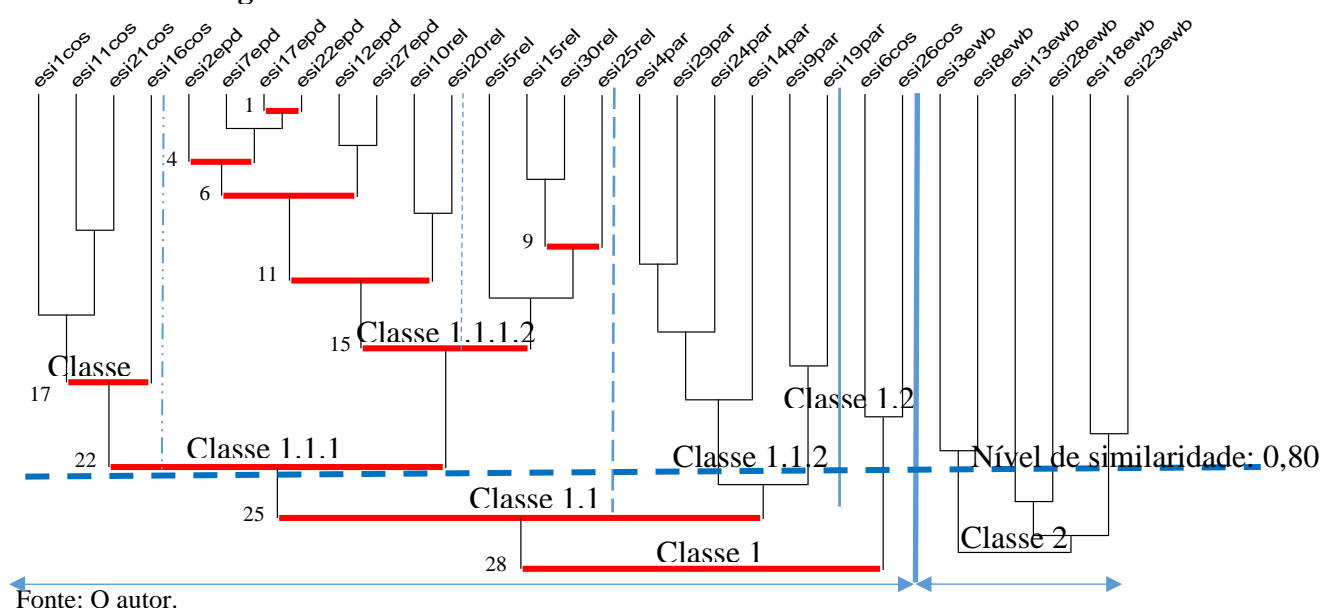 esi1cos esi11cos esi21cos esi16cos esi2epd esi7epd esi17epd esi22epd esi12epd esi27epd esi10rel esi20rel esi5rel esi15rel esi30rel esi25rel esi4par esi29par esi24par esi14par esi9par esi19par esi6cos esi26cos esi3ewb esi8ewb esi13ewb esi28ewb esi18ewb esi23ewb
1
4
6
9
11
15 Classe 1.1.1.2
Classe
17
Classe 1.2
22 Classe 1.1.1
Classe 1.1.2
Nível de similaridade: 0,80
25 Classe 1.1
Classe 2
28 Classe 1
Fonte: O autor.